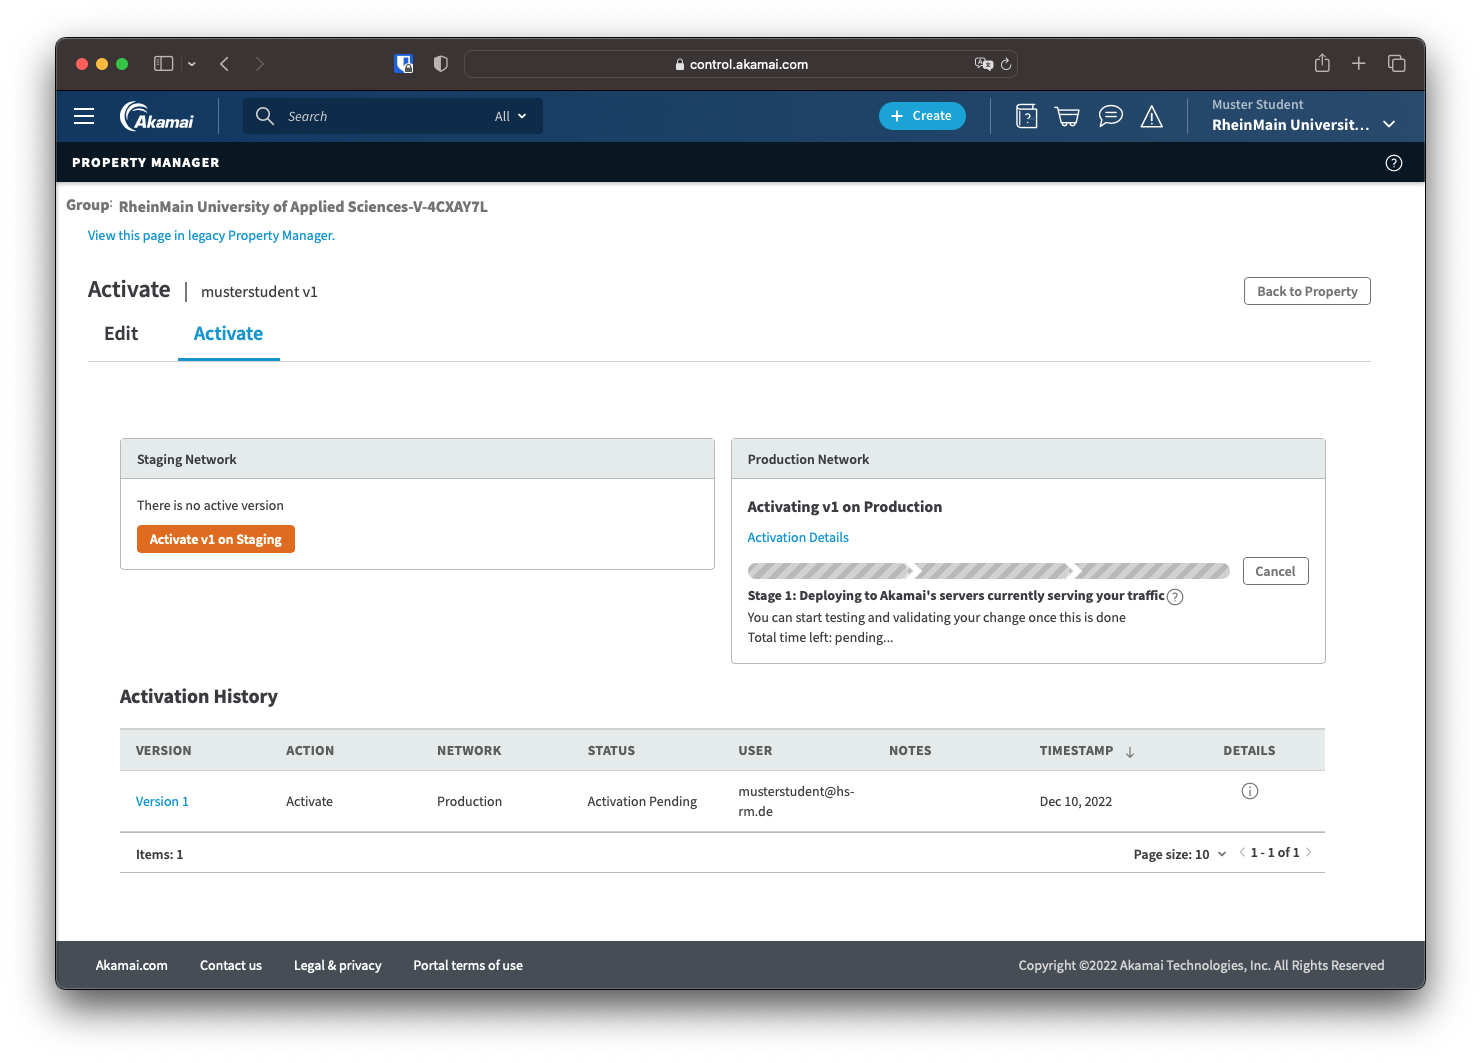 control.akamai.com
Akamai
Search
All
Create
Muster Student
RheinMain Universit...
PROPERTY MANAGER
Group: RheinMain University of Applied Sciences-V-4CXAY7L
View this page in legacy Property Manager.
Activate | musterstudent v1
Back to Property
Edit
Activate
Staging Network
There is no active version
Activate v1 on Staging
Production Network
Activating v1 on Production
Activation Details
Cancel
Stage 1: Deploying to Akamai's servers currently serving your traffic
You can start testing and validating your change once this is done
Total time left: pending...
Activation History
VERSION ACTION NETWORK STATUS USER NOTES TIMESTAMP DETAILS
Version 1 Activate Production Activation Pending musterstudent@hs-
rm.de Dec 10, 2022
Items: 1
Page size: 10 1 - 1 of 1
Akamai.com Contact us Legal & privacy Portal terms of use Copyright ©2022 Akamai Technologies, Inc. All Rights Reserved